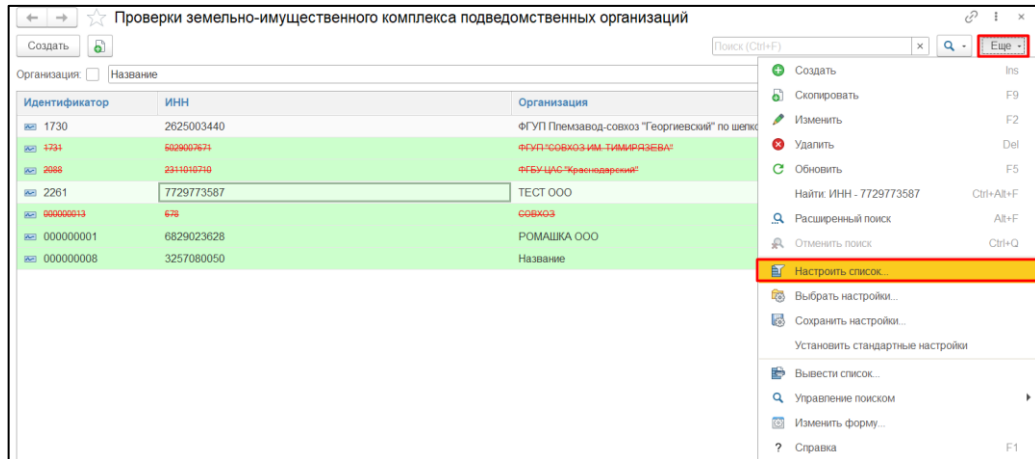 Проверки земельно-имущественного комплекса подведомственных организаций
Создать
Поиск (Ctrl+F)
Еще
Организация:
Название
Идентификатор ИНН Организация
1730 2625003440 ФГУП Племзавод-совхоз "Георгиевский" по шелко
1731 5029007671 ФГУП "СОВХОЗ ИМ. ТИМИРЯЗЕВА"
2088 2311010710 ФГБУ ЦАС "Краснодарский"
2261 7729773587 ТЕСТ ООО
000000013 678 СОВХОЗ
000000001 6829023628 РОМАШКА ООО
000000008 3257080050 Название
Создать Ins
Скопировать F9
Изменить F2
Удалить Del
Обновить F5
Найти: ИНН - 7729773587 Ctrl+Alt+F
Расширенный поиск Alt+F
Отменить поиск Ctrl+Q
Настроить список...
Выбрать настройки...
Сохранить настройки...
Установить стандартные настройки
Вывести список...
Управление поиском
Изменить форму...
Справка F1